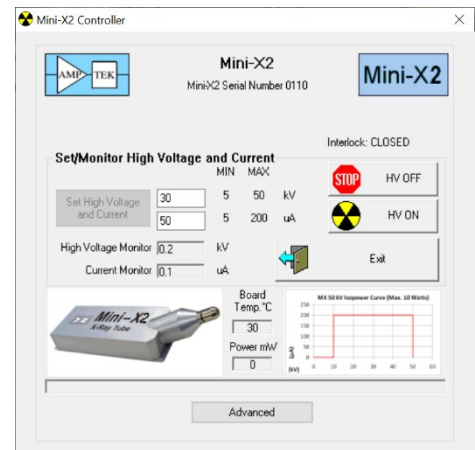 Mini-X2 Controller
AMP TEK
Mini-X2
Mini-X2 Serial Number 0110
Mini-X2
Interlock: CLOSED
Set/Monitor High Voltage and Current
MIN MAX
Set High Voltage and Current
30 5 50 kV
50 5 200 uA
STOP HV OFF
HV ON
High Voltage Monitor 0.2 kV
Current Monitor 0.1 uA
Exit
Mini-X2
X-Ray Tube
Board
Temp.°C
30
Power mW
0
MX 50 kV Isopower Curve (Max. 10 Watts)
250
200
150
100
50
0
(μA)
(kV) 0 10 20 30 40 50 60
Advanced